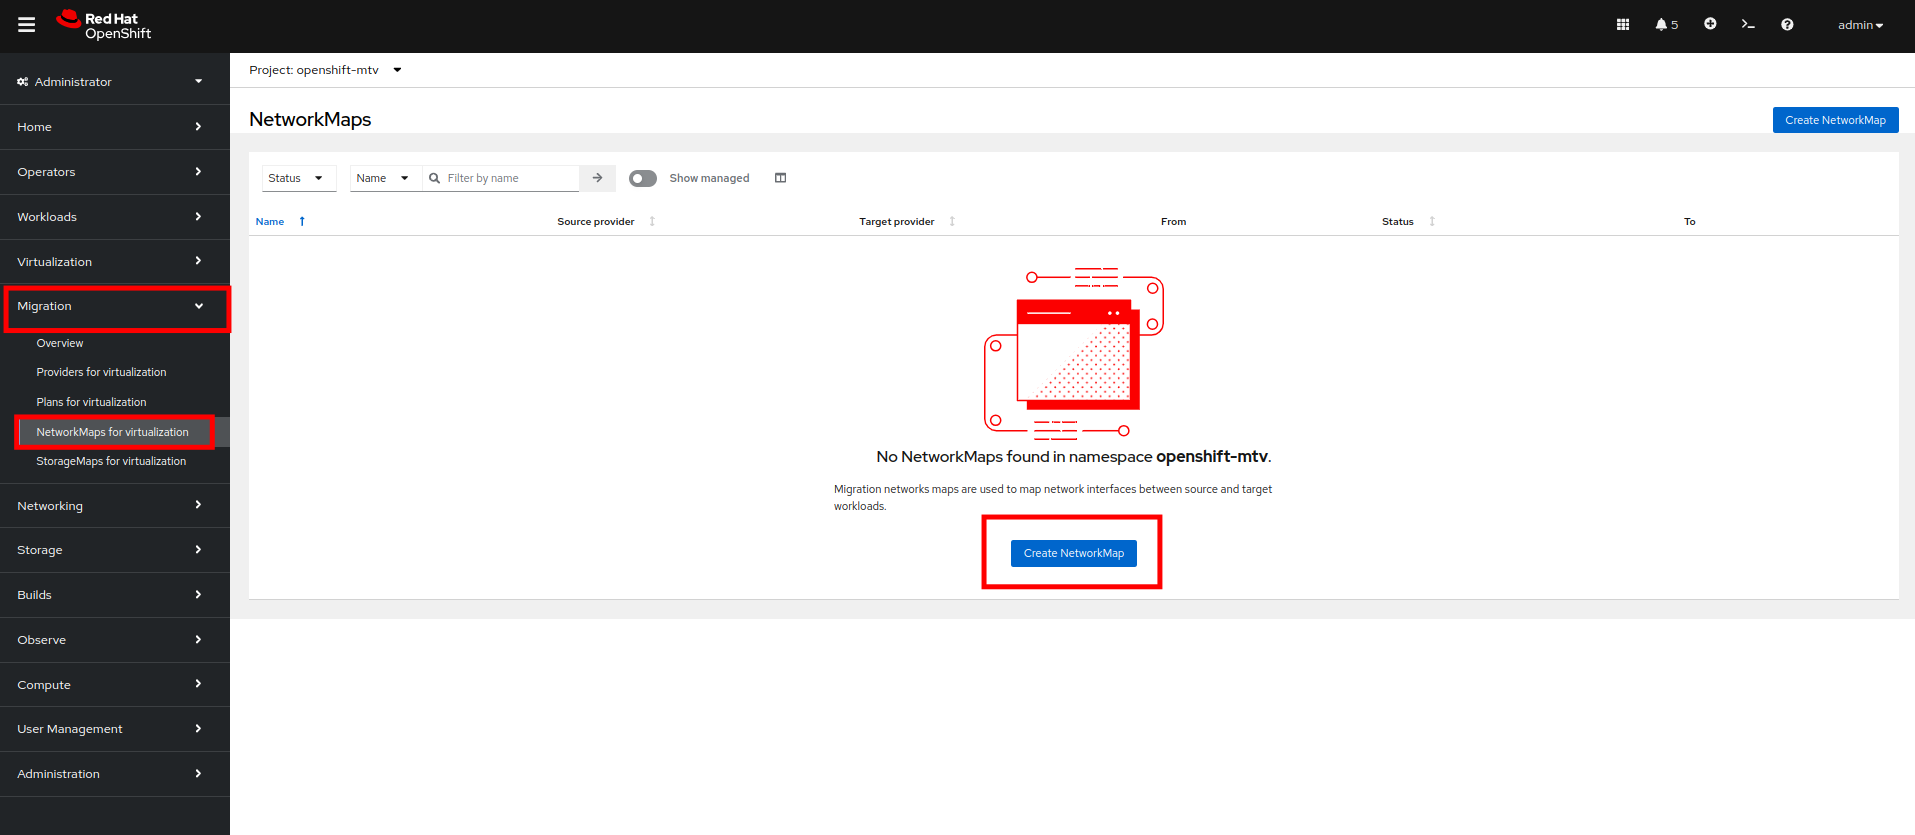 Red Hat
OpenShift
5
admin
Administrator
Home
Operators
Workloads
Virtualization
Migration
Overview
Providers for virtualization
Plans for virtualization
NetworkMaps for virtualization
StorageMaps for virtualization
Networking
Storage
Builds
Observe
Compute
User Management
Administration
Project: openshift-mtv
NetworkMaps
Create NetworkMap
Status Name Filter by name Show managed
Name Source provider Target provider From Status To
No NetworkMaps found in namespace openshift-mtv.
Migration networks maps are used to map network interfaces between source and target
workloads.
Create NetworkMap